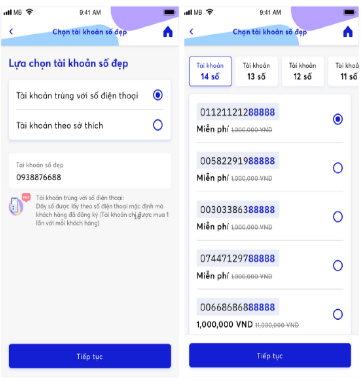 MB 9:41 AM
Chọn tài khoản số đẹp
Lựa chọn tài khoản số đẹp
Tài khoản trùng với số điện thoại
Tài khoản theo sở thích
Tài khoản số đẹp
0938876688
Tài khoản trùng với số điện thoại:
Dãy số được lấy theo số điện thoại mặc định mà
khách hàng đã đăng ký (Tài khoản chỉ được mua 1
lần với mỗi khách hàng)
Tiếp tục
MB 9:41 AM
Chọn tài khoản số đẹp
Tài khoản Tài khoản Tài khoản Tài khoả
14 số 13 số 12 số 11 số
01121121288888
Miễn phí 1,000,000 VND
00582291988888
Miễn phí 1,000,000 VND
00303386388888
Miễn phí 1,000,000 VND
07447129788888
Miễn phí 1,000,000 VND
00668686888888
1,000,000 VND 11,000,000 VND
Tiếp tục